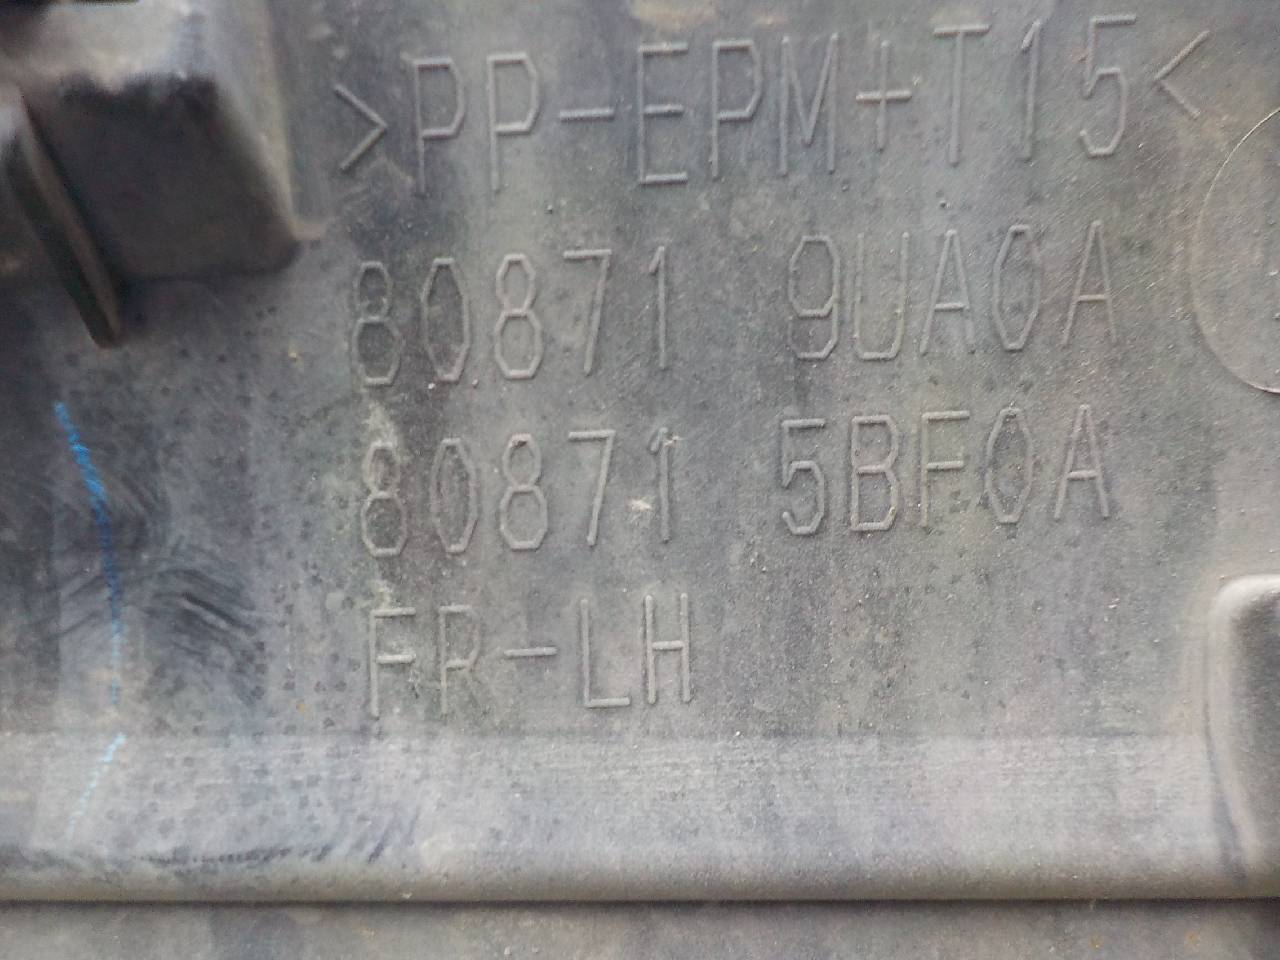 >PP-EPM+T15<
80871 9UA0A
80871 5BF0A
FR-LH